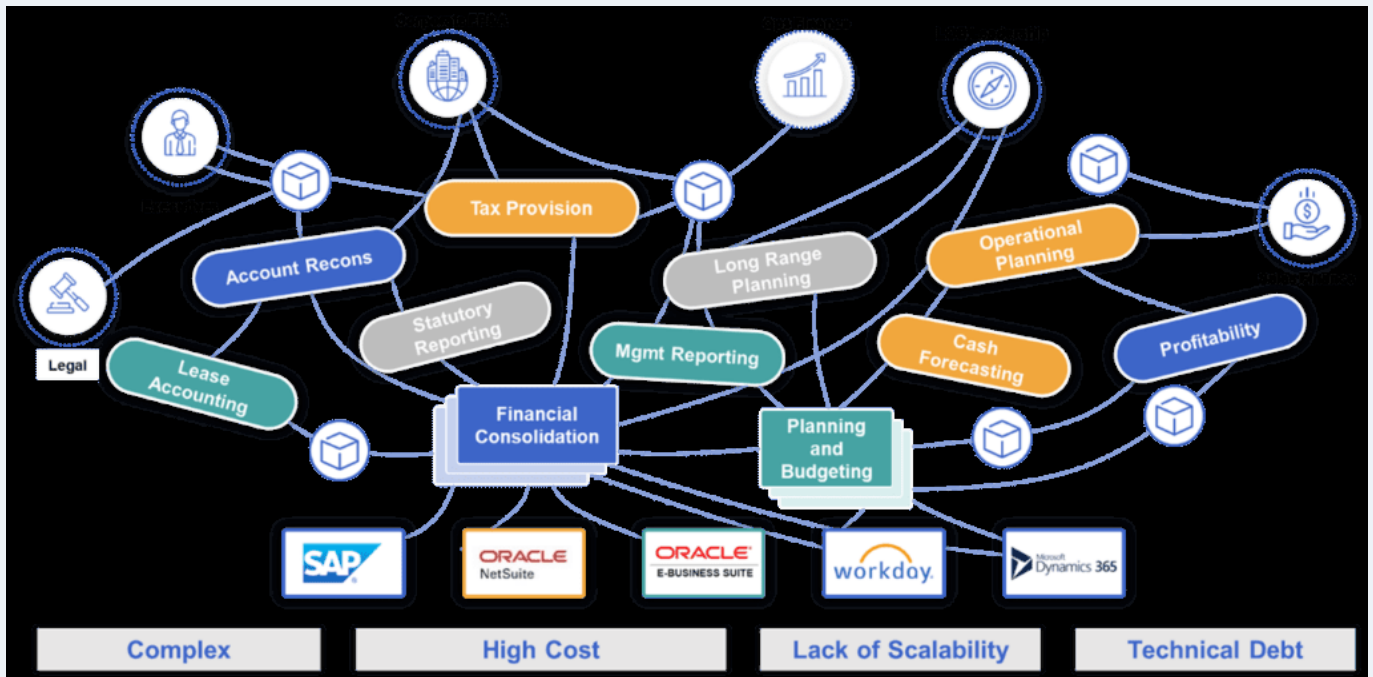 Tax Provision
Account Recons
Long Range
Planning
Operational
Planning
Statutory
Reporting
Mgmt Reporting
Cash
Forecasting
Profitability
Legal
Lease
Accounting
Financial
Consolidation
Planning
and
Budgeting
SAP
ORACLE
NetSuite
ORACLE
E-BUSINESS SUITE
workday.
Microsoft
Dynamics 365
Complex
High Cost
Lack of Scalability
Technical Debt